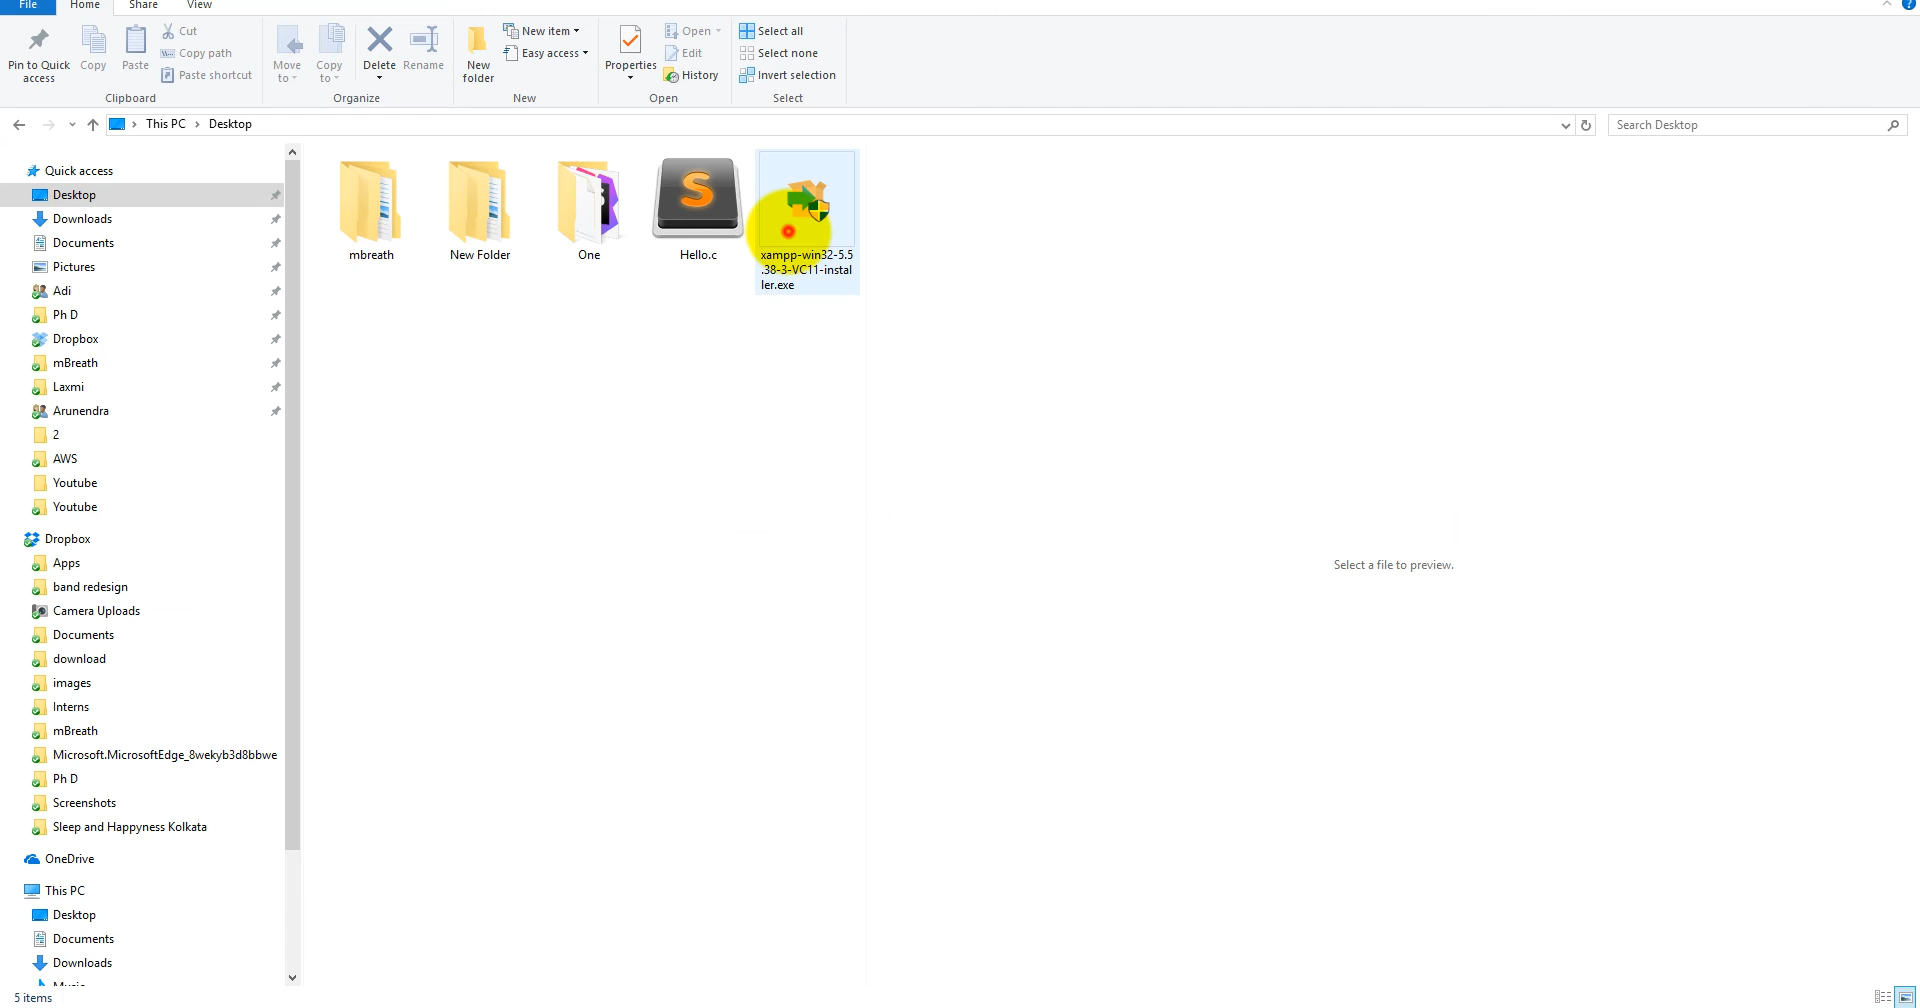 File
Home
Share
View
Pin to Quick
access
Copy
Paste
Cut
Copy path
Paste shortcut
Clipboard
Move
to
Copy
to
Delete
Rename
Organize
New
folder
New item
Easy access
New
Properties
Open
Edit
History
Open
Select all
Select none
Invert selection
Select
This PC
Desktop
Search Desktop
Quick access
Desktop
Downloads
Documents
Pictures
Adi
Ph D
Dropbox
mBreath
Laxmi
Arunendra
2
AWS
Youtube
Youtube
Dropbox
Apps
band redesign
Camera Uploads
Documents
download
images
Interns
mBreath
Microsoft.MicrosoftEdge_8wekyb3d8bbwe
Ph D
Screenshots
Sleep and Happyness Kolkata
OneDrive
This PC
Desktop
Documents
Downloads
Music
mbreath
New Folder
One
S
Hello.c
xampp-win32-5.5
.38-3-VC11-instal
ler.exe
Select a file to preview.
5 items